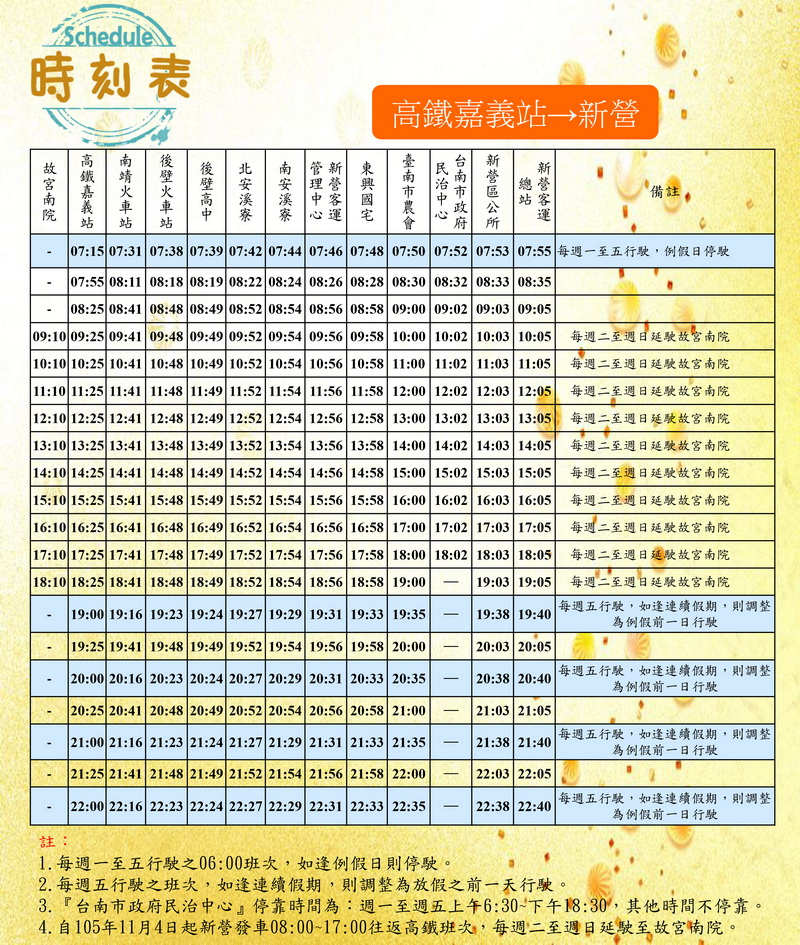 Schedule
時刻表
高鐵嘉義站→新營
故宮南院 高鐵嘉義站 南靖火車站 後壁火車站 後壁高中 北安溪寮 南安溪寮 新營客運管理中心 東興國宅 臺南市農會 台南市政府民治中心 新營區公所 新營客運總站 備註
- 07:15 07:31 07:38 07:39 07:42 07:44 07:46 07:48 07:50 07:52 07:53 07:55 每週一至五行駛，例假日停駛
- 07:55 08:11 08:18 08:19 08:22 08:24 08:26 08:28 08:30 08:32 08:33 08:35
- 08:25 08:41 08:48 08:49 08:52 08:54 08:56 08:58 09:00 09:02 09:03 09:05
09:10 09:25 09:41 09:48 09:49 09:52 09:54 09:56 09:58 10:00 10:02 10:03 10:05 每週二至週日延駛故宮南院
10:10 10:25 10:41 10:48 10:49 10:52 10:54 10:56 10:58 11:00 11:02 11:03 11:05 每週二至週日延駛故宮南院
11:10 11:25 11:41 11:48 11:49 11:52 11:54 11:56 11:58 12:00 12:02 12:03 12:05 每週二至週日延駛故宮南院
12:10 12:25 12:41 12:48 12:49 12:52 12:54 12:56 12:58 13:00 13:02 13:03 13:05 每週二至週日延駛故宮南院
13:10 13:25 13:41 13:48 13:49 13:52 13:54 13:56 13:58 14:00 14:02 14:03 14:05 每週二至週日延駛故宮南院
14:10 14:25 14:41 14:48 14:49 14:52 14:54 14:56 14:58 15:00 15:02 15:03 15:05 每週二至週日延駛故宮南院
15:10 15:25 15:41 15:48 15:49 15:52 15:54 15:56 15:58 16:00 16:02 16:03 16:05 每週二至週日延駛故宮南院
16:10 16:25 16:41 16:48 16:49 16:52 16:54 16:56 16:58 17:00 17:02 17:03 17:05 每週二至週日延駛故宮南院
17:10 17:25 17:41 17:48 17:49 17:52 17:54 17:56 17:58 18:00 18:02 18:03 18:05 每週二至週日延駛故宮南院
18:10 18:25 18:41 18:48 18:49 18:52 18:54 18:56 18:58 19:00 — 19:03 19:05 每週二至週日延駛故宮南院
- 19:00 19:16 19:23 19:24 19:27 19:29 19:31 19:33 19:35 — 19:38 19:40 每週五行駛，如逢連續假期，則調整
為例假前一日行駛
- 19:25 19:41 19:48 19:49 19:52 19:54 19:56 19:58 20:00 — 20:03 20:05
- 20:00 20:16 20:23 20:24 20:27 20:29 20:31 20:33 20:35 — 20:38 20:40 每週五行駛，如逢連續假期，則調整
為例假前一日行駛
- 20:25 20:41 20:48 20:49 20:52 20:54 20:56 20:58 21:00 — 21:03 21:05
- 21:00 21:16 21:23 21:24 21:27 21:29 21:31 21:33 21:35 — 21:38 21:40 每週五行駛，如逢連續假期，則調整
為例假前一日行駛
- 21:25 21:41 21:48 21:49 21:52 21:54 21:56 21:58 22:00 — 22:03 22:05
- 22:00 22:16 22:23 22:24 22:27 22:29 22:31 22:33 22:35 — 22:38 22:40 每週五行駛，如逢連續假期，則調整
為例假前一日行駛
註：
1.每週一至五行駛之06:00班次，如逢例假日則停駛。
2.每週五行駛之班次，如逢連續假期，則調整為放假之前一天行駛。
3.『台南市政府民治中心』停靠時間為：週一至週五上午6:30~下午18:30，其他時間不停靠。
4.自105年11月4日起新營發車08:00~17:00往返高鐵班次，每週二至週日延駛至故宮南院。